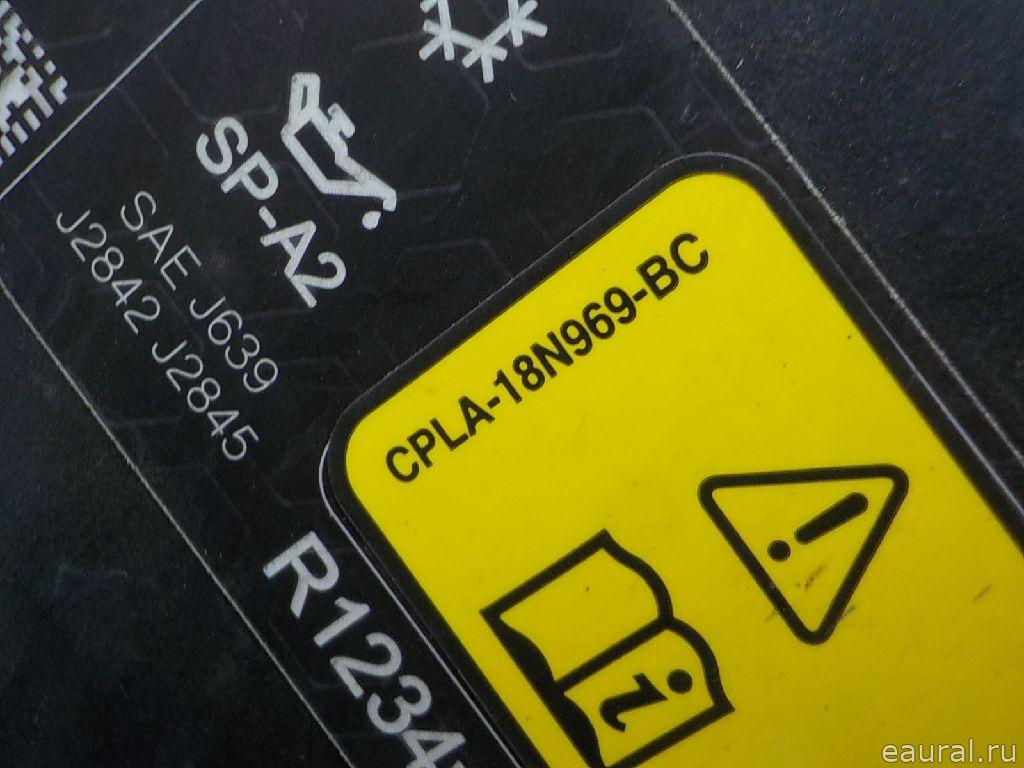 SP-A2
SAE J639
J2842 J2845
CPLA-18N969-BC
eaural.ru